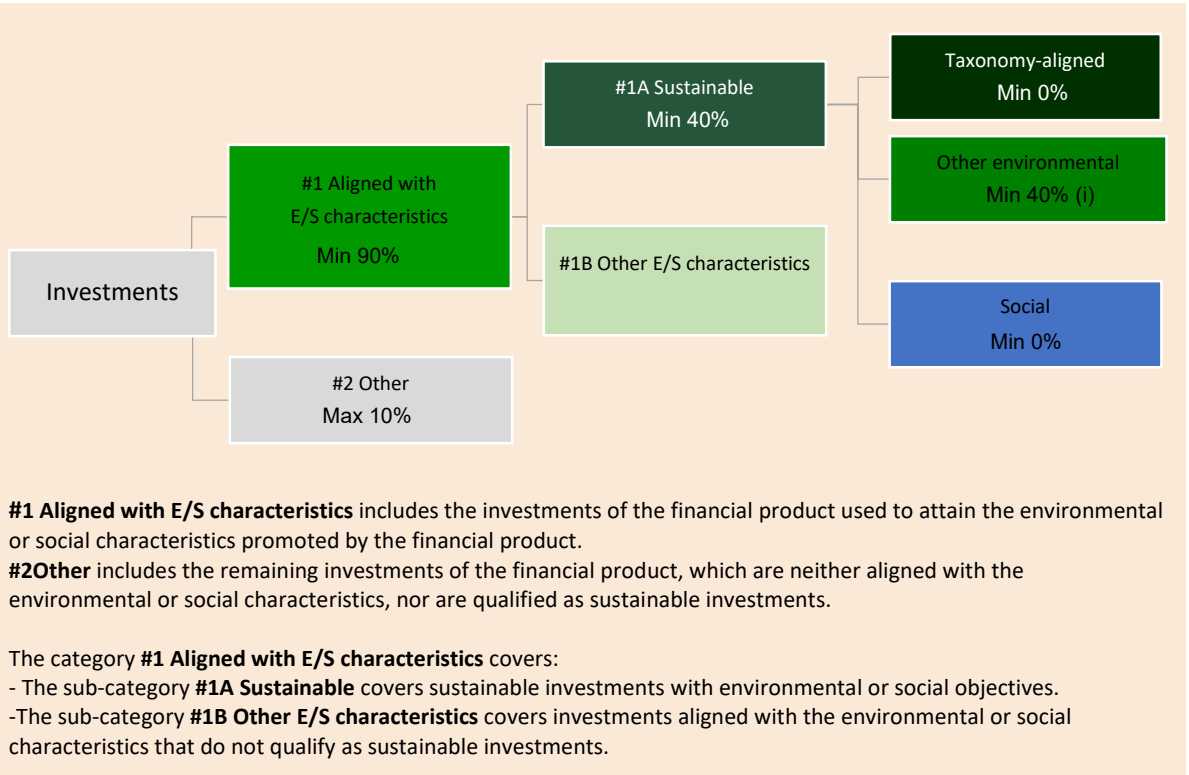 Investments
#1 Aligned with
E/S characteristics
Min 90%
#2 Other
Max 10%
#1A Sustainable
Min 40%
#1B Other E/S characteristics
Taxonomy-aligned
Min 0%
Other environmental
Min 40% (i)
Social
Min 0%
#1 Aligned with E/S characteristics includes the investments of the financial product used to attain the environmental
or social characteristics promoted by the financial product.
#2Other includes the remaining investments of the financial product, which are neither aligned with the
environmental or social characteristics, nor are qualified as sustainable investments.
The category #1 Aligned with E/S characteristics covers:
- The sub-category #1A Sustainable covers sustainable investments with environmental or social objectives.
-The sub-category #1B Other E/S characteristics covers investments aligned with the environmental or social
characteristics that do not qualify as sustainable investments.